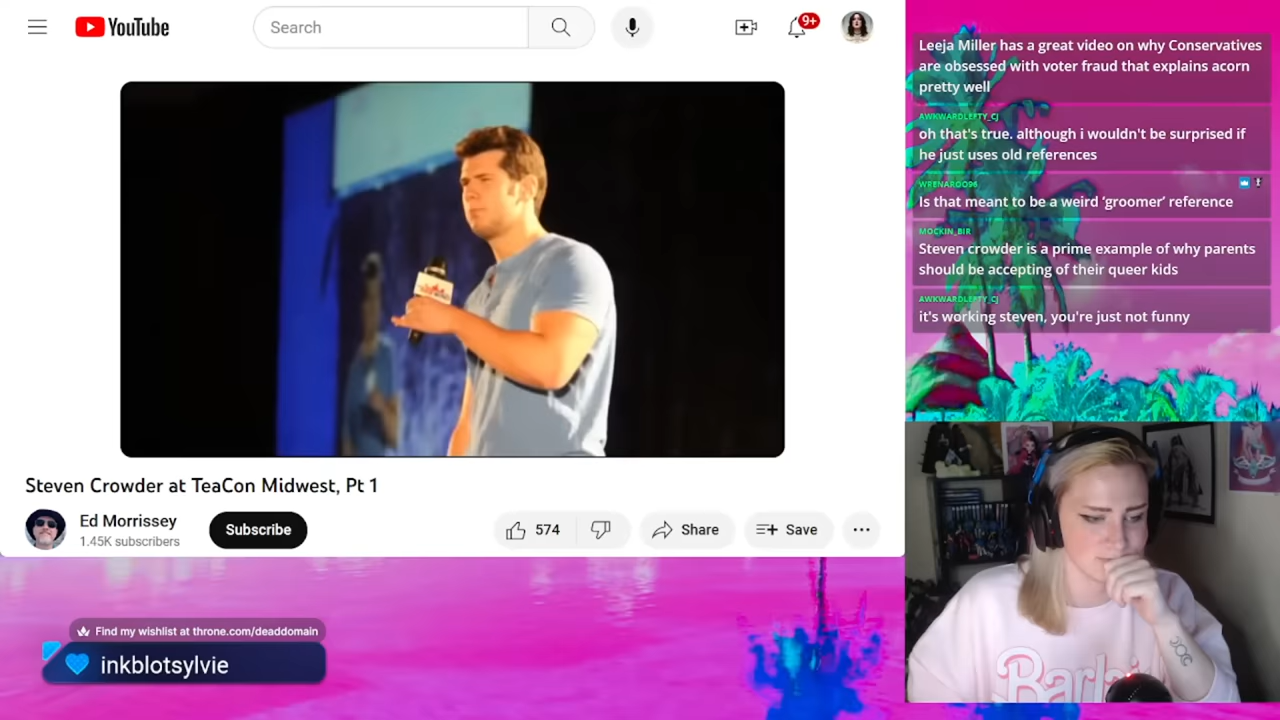 YouTube
Search
9+
Steven Crowder at TeaCon Midwest, Pt 1
Ed Morrissey
1.45K subscribers
Subscribe
574
Share
Save
Find my wishlist at throne.com/deaddomain
inkblotsylvie
Leeja Miller has a great video on why Conservatives
are obsessed with voter fraud that explains acorn
pretty well
AWKWARDLEFTY_CJ
oh that's true. although i wouldn't be surprised if
he just uses old references
WRENAROO96
Is that meant to be a weird ‘groomer’ reference
MOCKIN_BIR
Steven crowder is a prime example of why parents
should be accepting of their queer kids
AWKWARDLEFTY_CJ
it's working steven, you're just not funny
Barbie